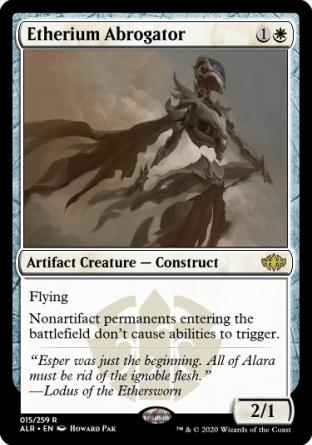 Etherium Abrogator 1
Artifact Creature — Construct
Flying
Nonartifact permanents entering the
battlefield don't cause abilities to trigger.
“Esper was just the beginning. All of Alara
must be rid of the ignoble flesh.”
—Lodus of the Ethersworn
2/1
015/259 R
ALR • EN Howard Pak
™ & © 2020 Wizards of the Coast